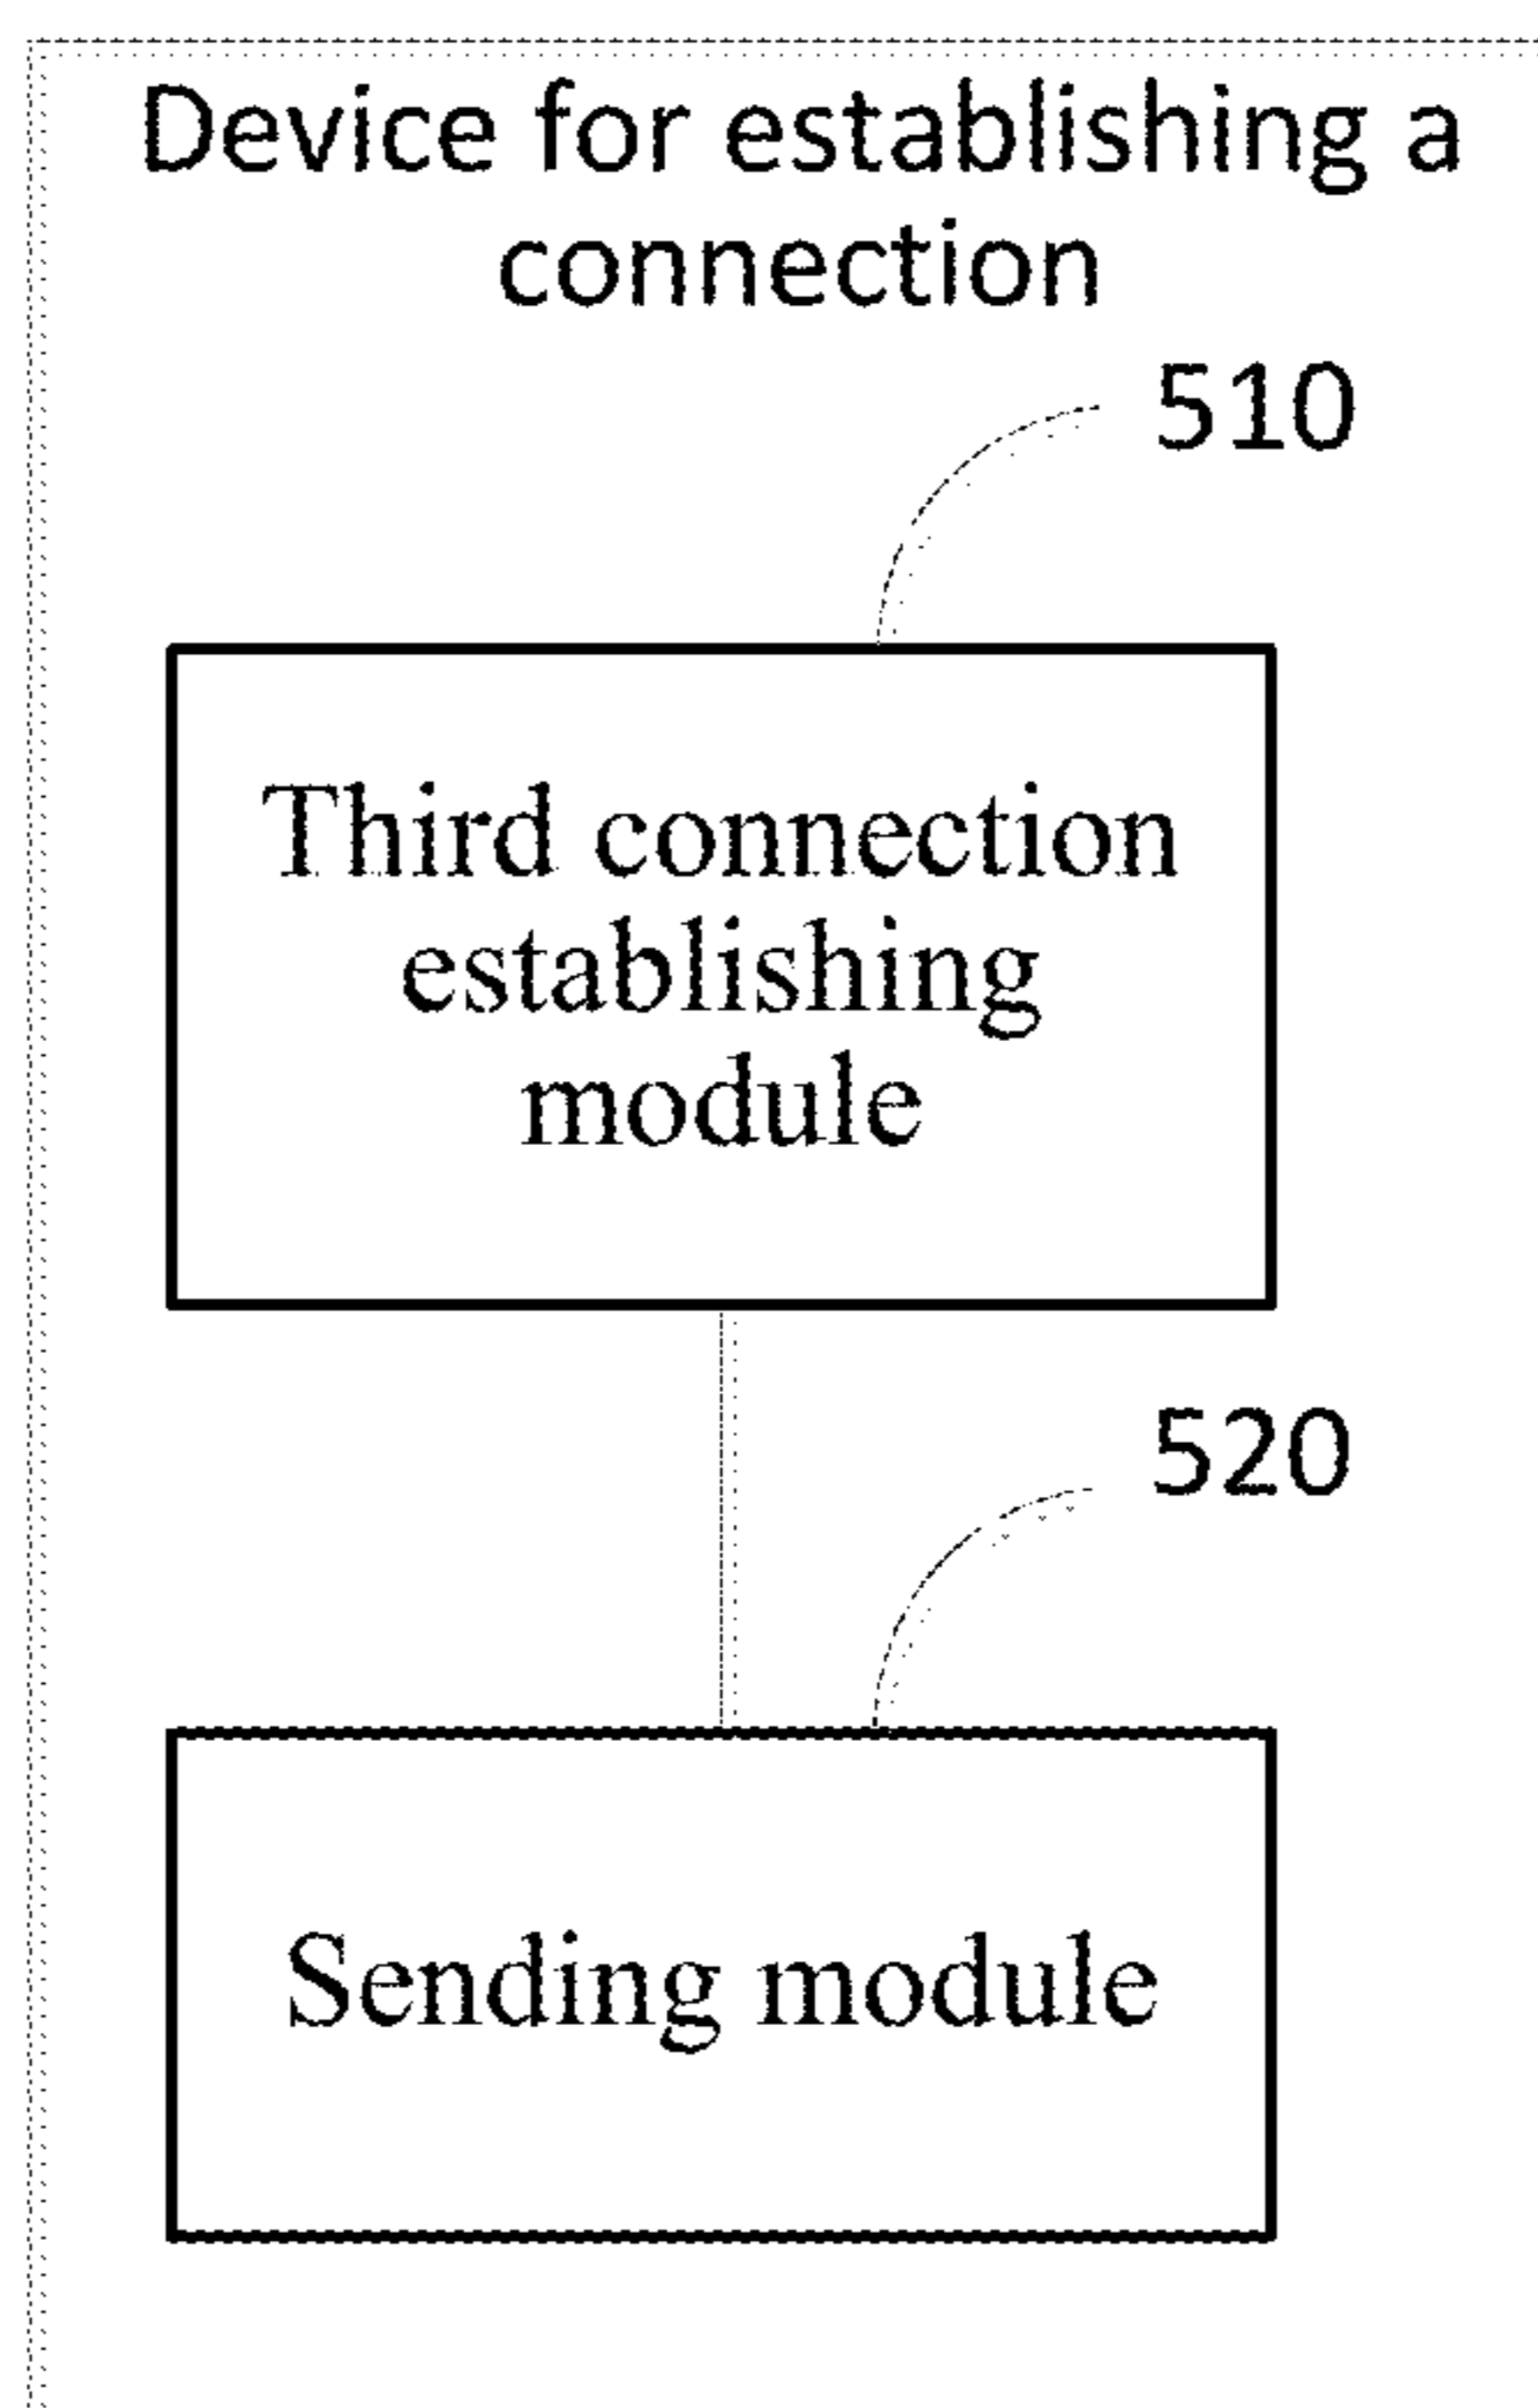 Device for establishing a
connection
510
Third connection
establishing
module
520
Sending module